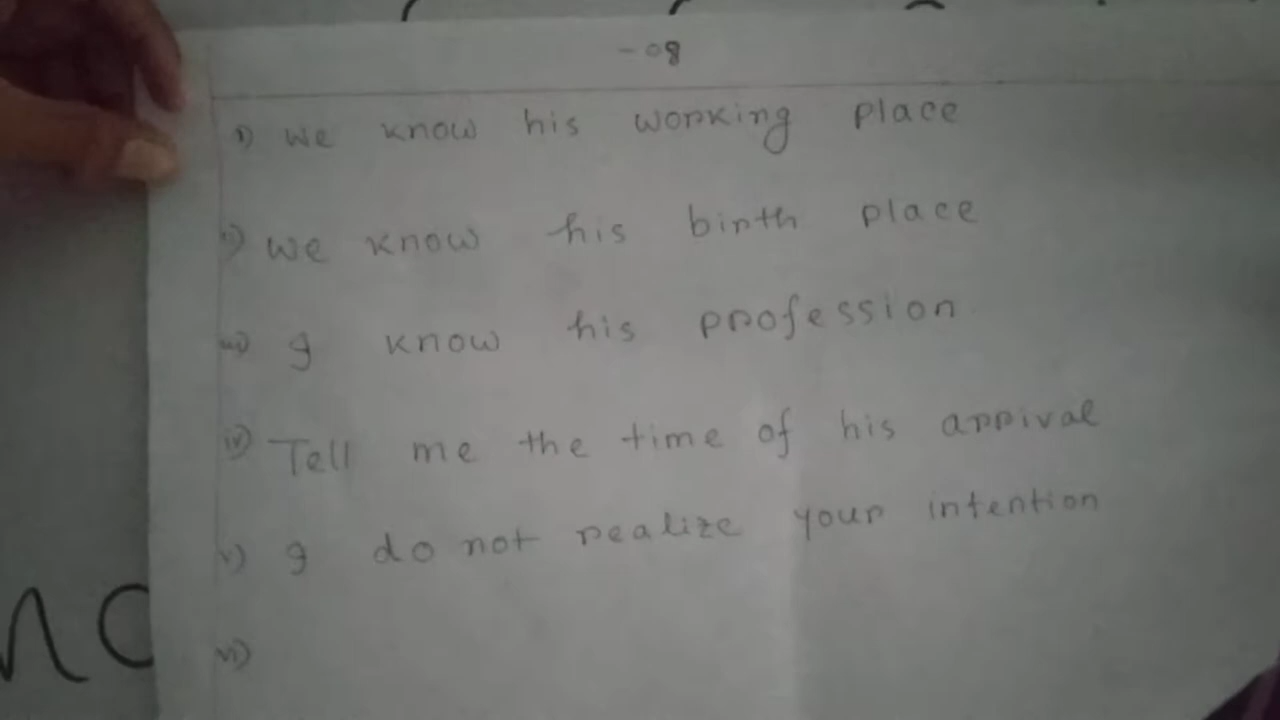 -08
i) we know his working place
ii) we know his birth place
iii) I know his profession
iv) Tell me the time of his arrival
v) I do not realize your intention
vi)